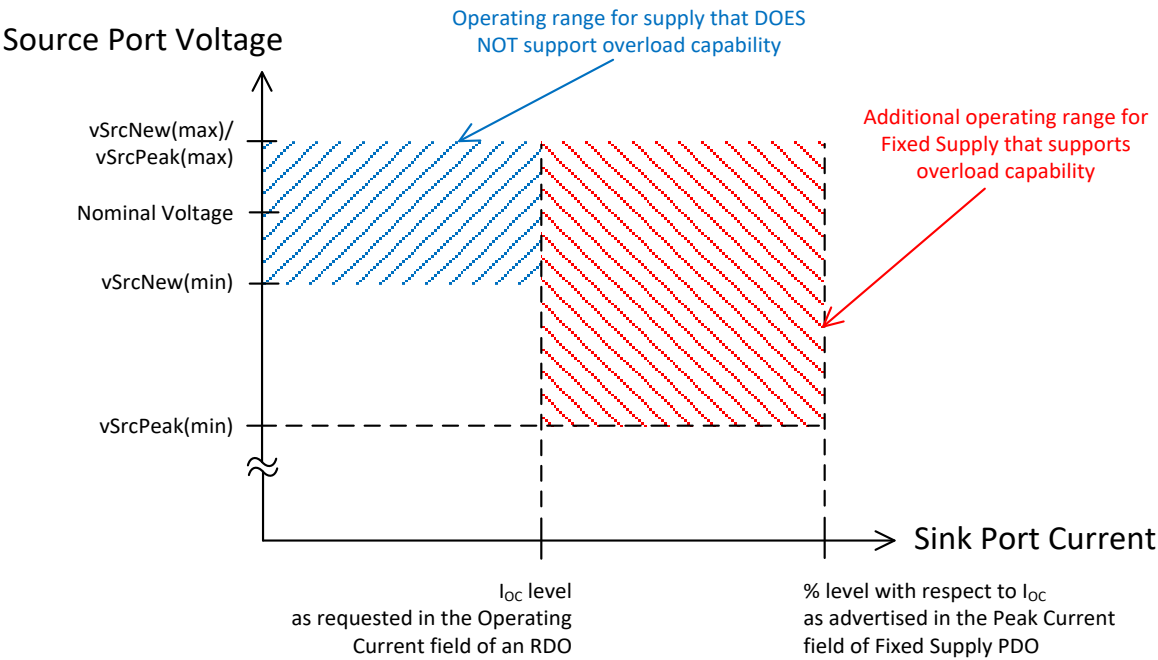 Operating range for supply that DOES
NOT support overload capability
Source Port Voltage
vSrcNew(max)/
vSrcPeak(max)
Additional operating range for
Fixed Supply that supports
overload capability
Nominal Voltage
vSrcNew(min)
vSrcPeak(min)
Sink Port Current
IOC level
as requested in the Operating
Current field of an RDO
% level with respect to IOC
as advertised in the Peak Current
field of Fixed Supply PDO